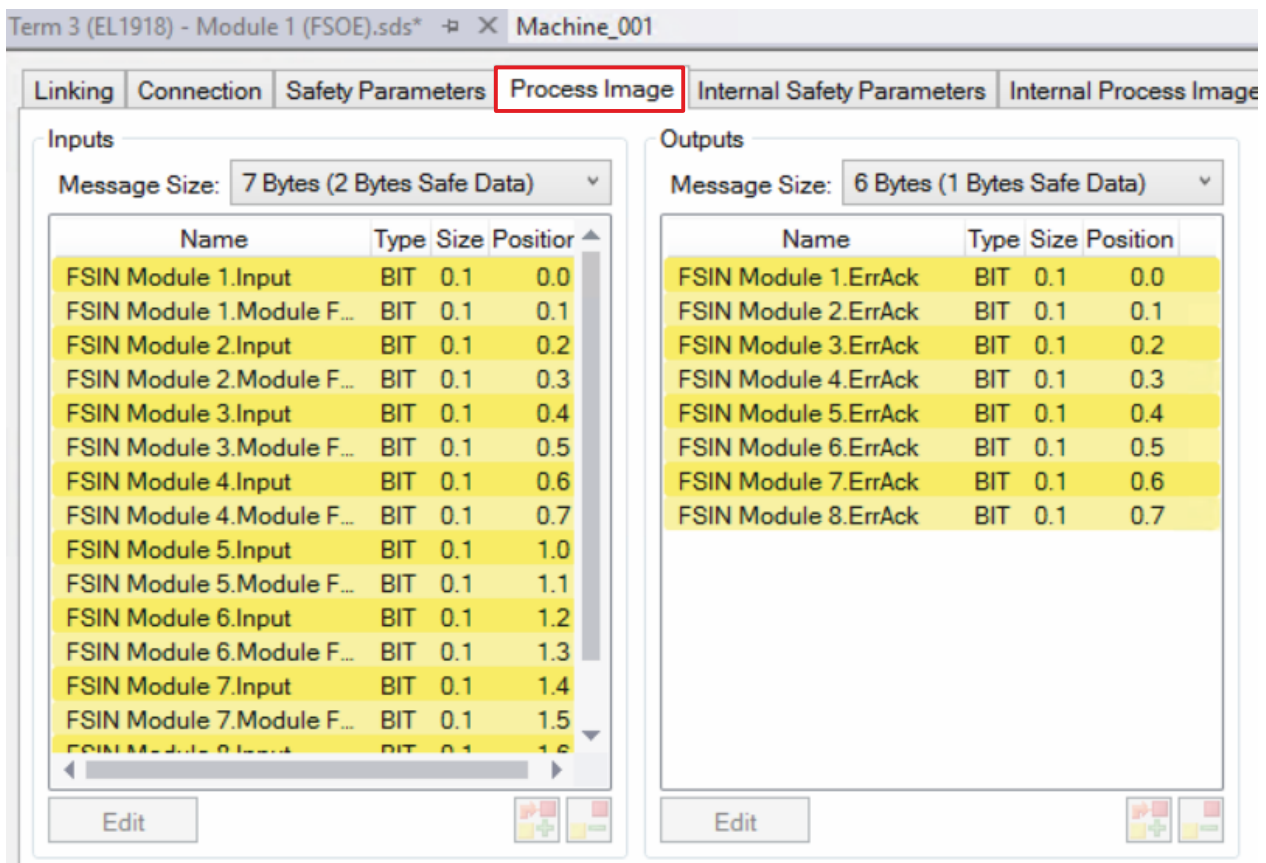 Term 3 (EL1918) - Module 1 (FSOE).sds* Machine_001
Linking Connection Safety Parameters Process Image Internal Safety Parameters Internal Process Image
Inputs
Message Size: 7 Bytes (2 Bytes Safe Data)
Name Type Size Position
FSIN Module 1.Input BIT 0.1 0.0
FSIN Module 1.Module F... BIT 0.1 0.1
FSIN Module 2.Input BIT 0.1 0.2
FSIN Module 2.Module F... BIT 0.1 0.3
FSIN Module 3.Input BIT 0.1 0.4
FSIN Module 3.Module F... BIT 0.1 0.5
FSIN Module 4.Input BIT 0.1 0.6
FSIN Module 4.Module F... BIT 0.1 0.7
FSIN Module 5.Input BIT 0.1 1.0
FSIN Module 5.Module F... BIT 0.1 1.1
FSIN Module 6.Input BIT 0.1 1.2
FSIN Module 6.Module F... BIT 0.1 1.3
FSIN Module 7.Input BIT 0.1 1.4
FSIN Module 7.Module F... BIT 0.1 1.5
FSIN Module 8.Input BIT 0.1 1.6
Edit
Outputs
Message Size: 6 Bytes (1 Bytes Safe Data)
Name Type Size Position
FSIN Module 1.ErrAck BIT 0.1 0.0
FSIN Module 2.ErrAck BIT 0.1 0.1
FSIN Module 3.ErrAck BIT 0.1 0.2
FSIN Module 4.ErrAck BIT 0.1 0.3
FSIN Module 5.ErrAck BIT 0.1 0.4
FSIN Module 6.ErrAck BIT 0.1 0.5
FSIN Module 7.ErrAck BIT 0.1 0.6
FSIN Module 8.ErrAck BIT 0.1 0.7
Edit